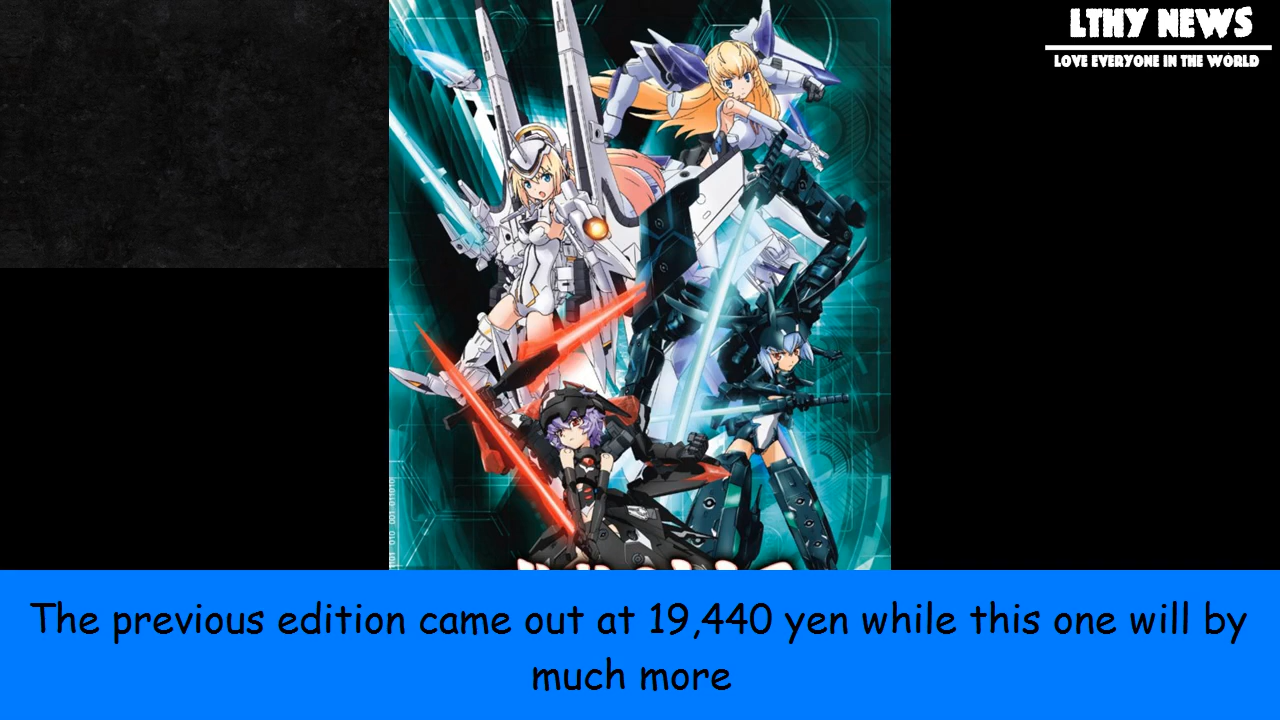 LTHY NEWS
LOVE EVERYONE IN THE WORLD
The previous edition came out at 19,440 yen while this one will by
much more